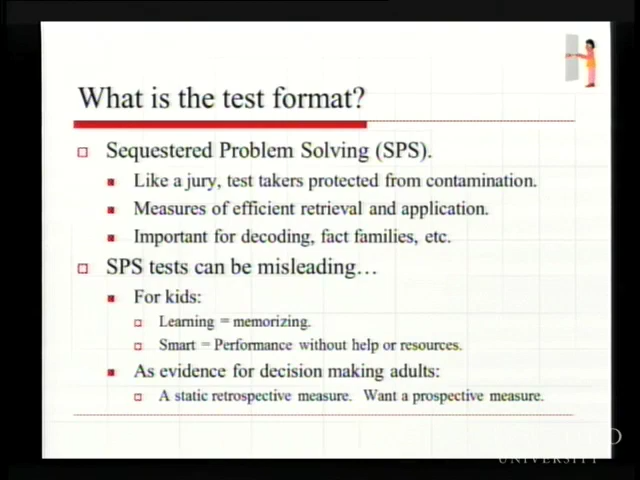 What is the test format?
Sequestered Problem Solving (SPS).
Like a jury, test takers protected from contamination.
Measures of efficient retrieval and application.
Important for decoding, fact families, etc.
SPS tests can be misleading…
For kids:
Learning = memorizing.
Smart = Performance without help or resources.
As evidence for decision making adults:
A static retrospective measure. Want a prospective measure.
UNIVERSITY